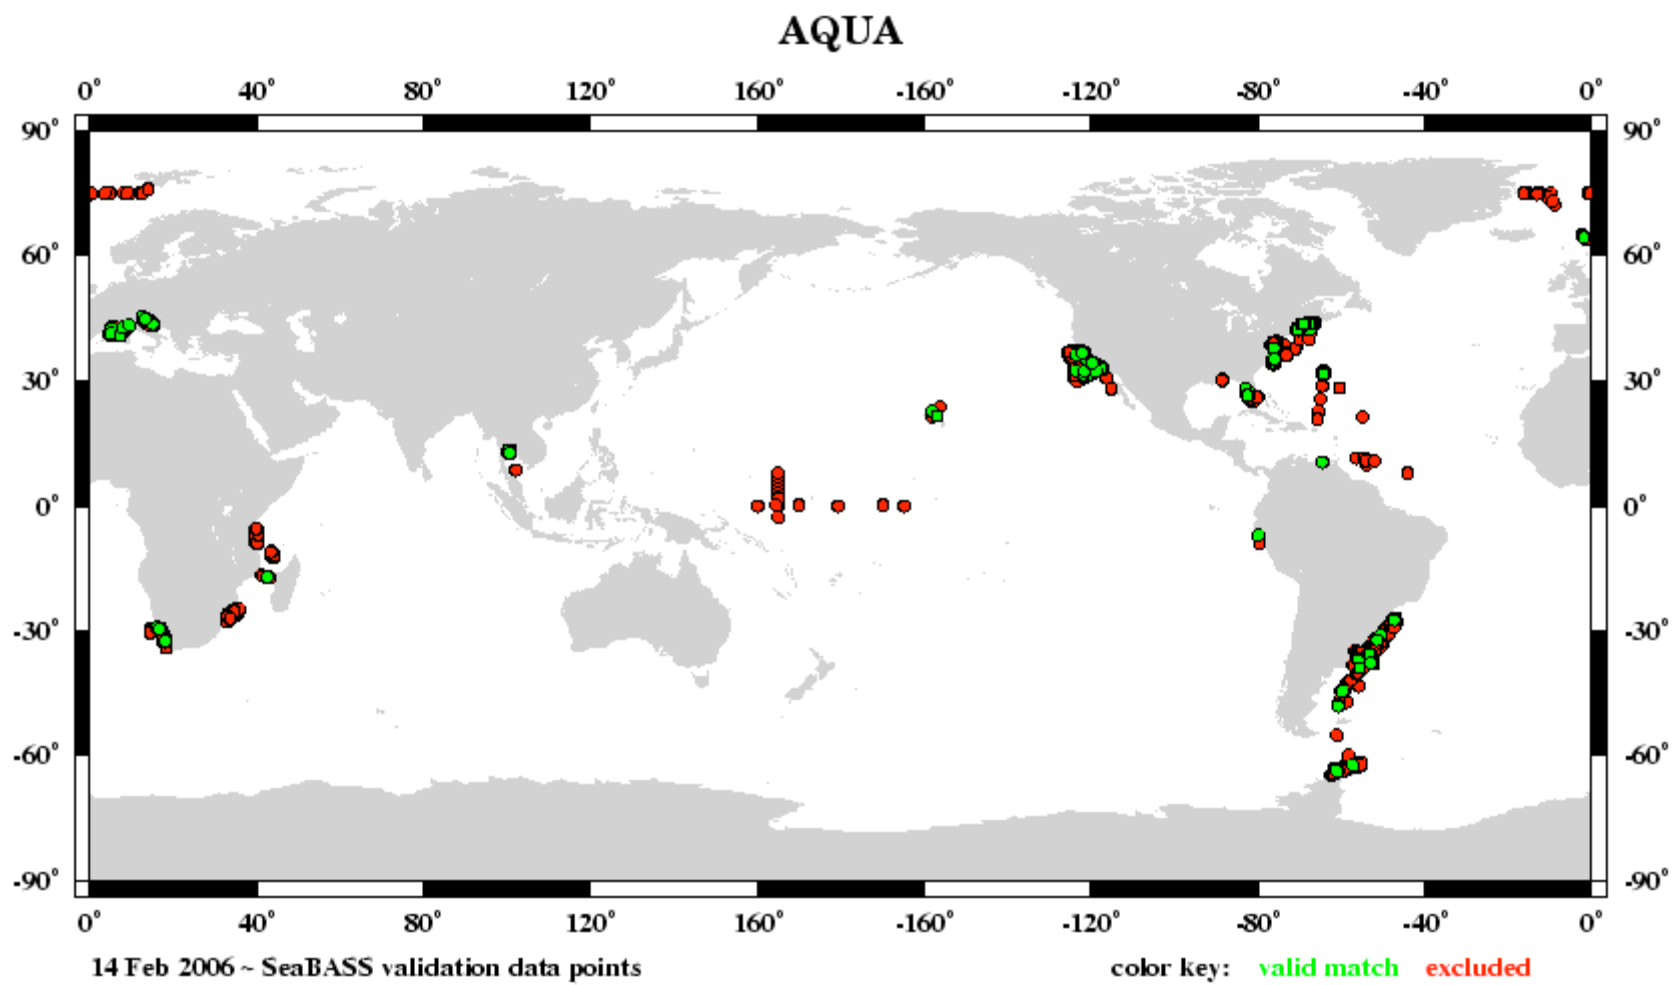 AQUA
0° 40° 80° 120° 160° -160° -120° -80° -40° 0°
90° 90°
60° 60°
30° 30°
0° 0°
-30° -30°
-60° -60°
-90° -90°
0° 40° 80° 120° 160° -160° -120° -80° -40° 0°
14 Feb 2006 ~ SeaBASS validation data points color key: valid match excluded